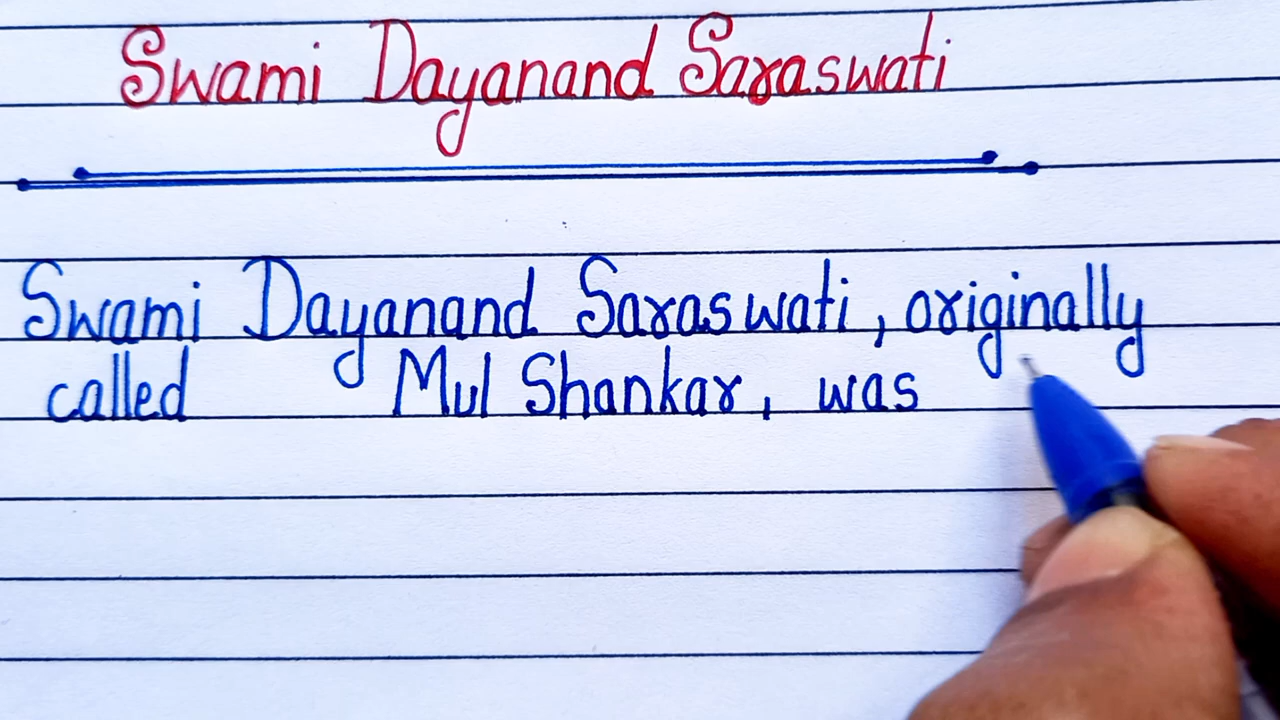 Swami Dayanand Saraswati
Swami Dayanand Saraswati, originally
called Mul Shankar, was